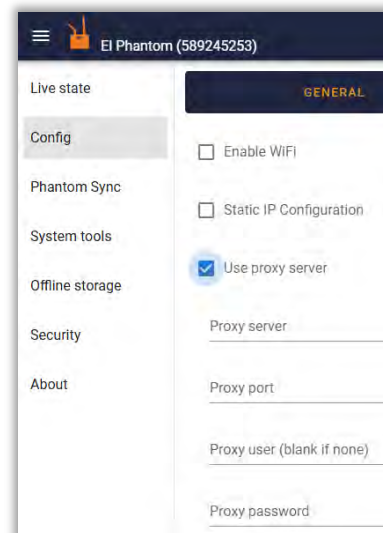 EI Phantom (589245253)
Live state
Config
Phantom Sync
System tools
Offline storage
Security
About
GENERAL
Enable WiFi
Static IP Configuration
Use proxy server
Proxy server
Proxy port
Proxy user (blank if none)
Proxy password